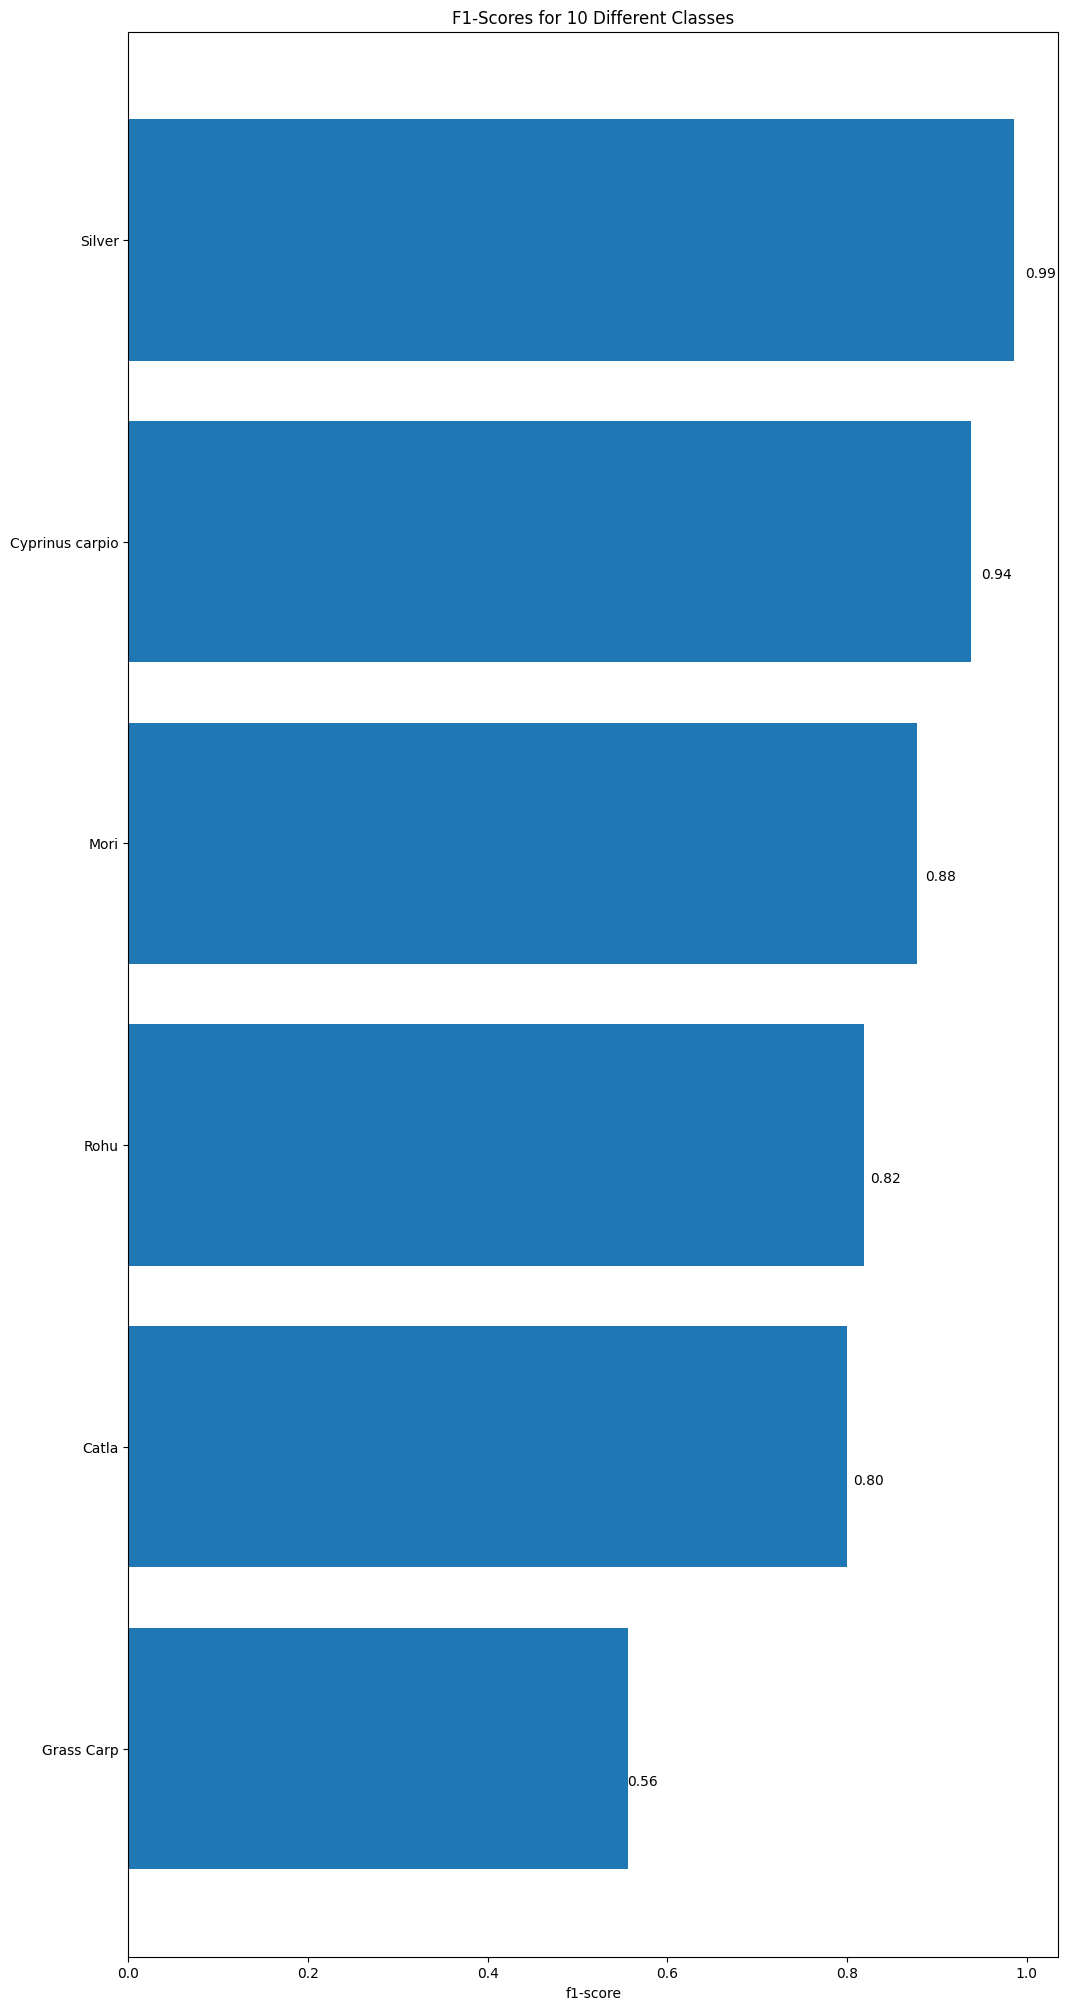 F1-Scores for 10 Different Classes
Silver
0.99
Cyprinus carpio
0.94
Mori
0.88
Rohu
0.82
Catla
0.80
Grass Carp
0.56
0.0 0.2 0.4 0.6 0.8 1.0
f1-score